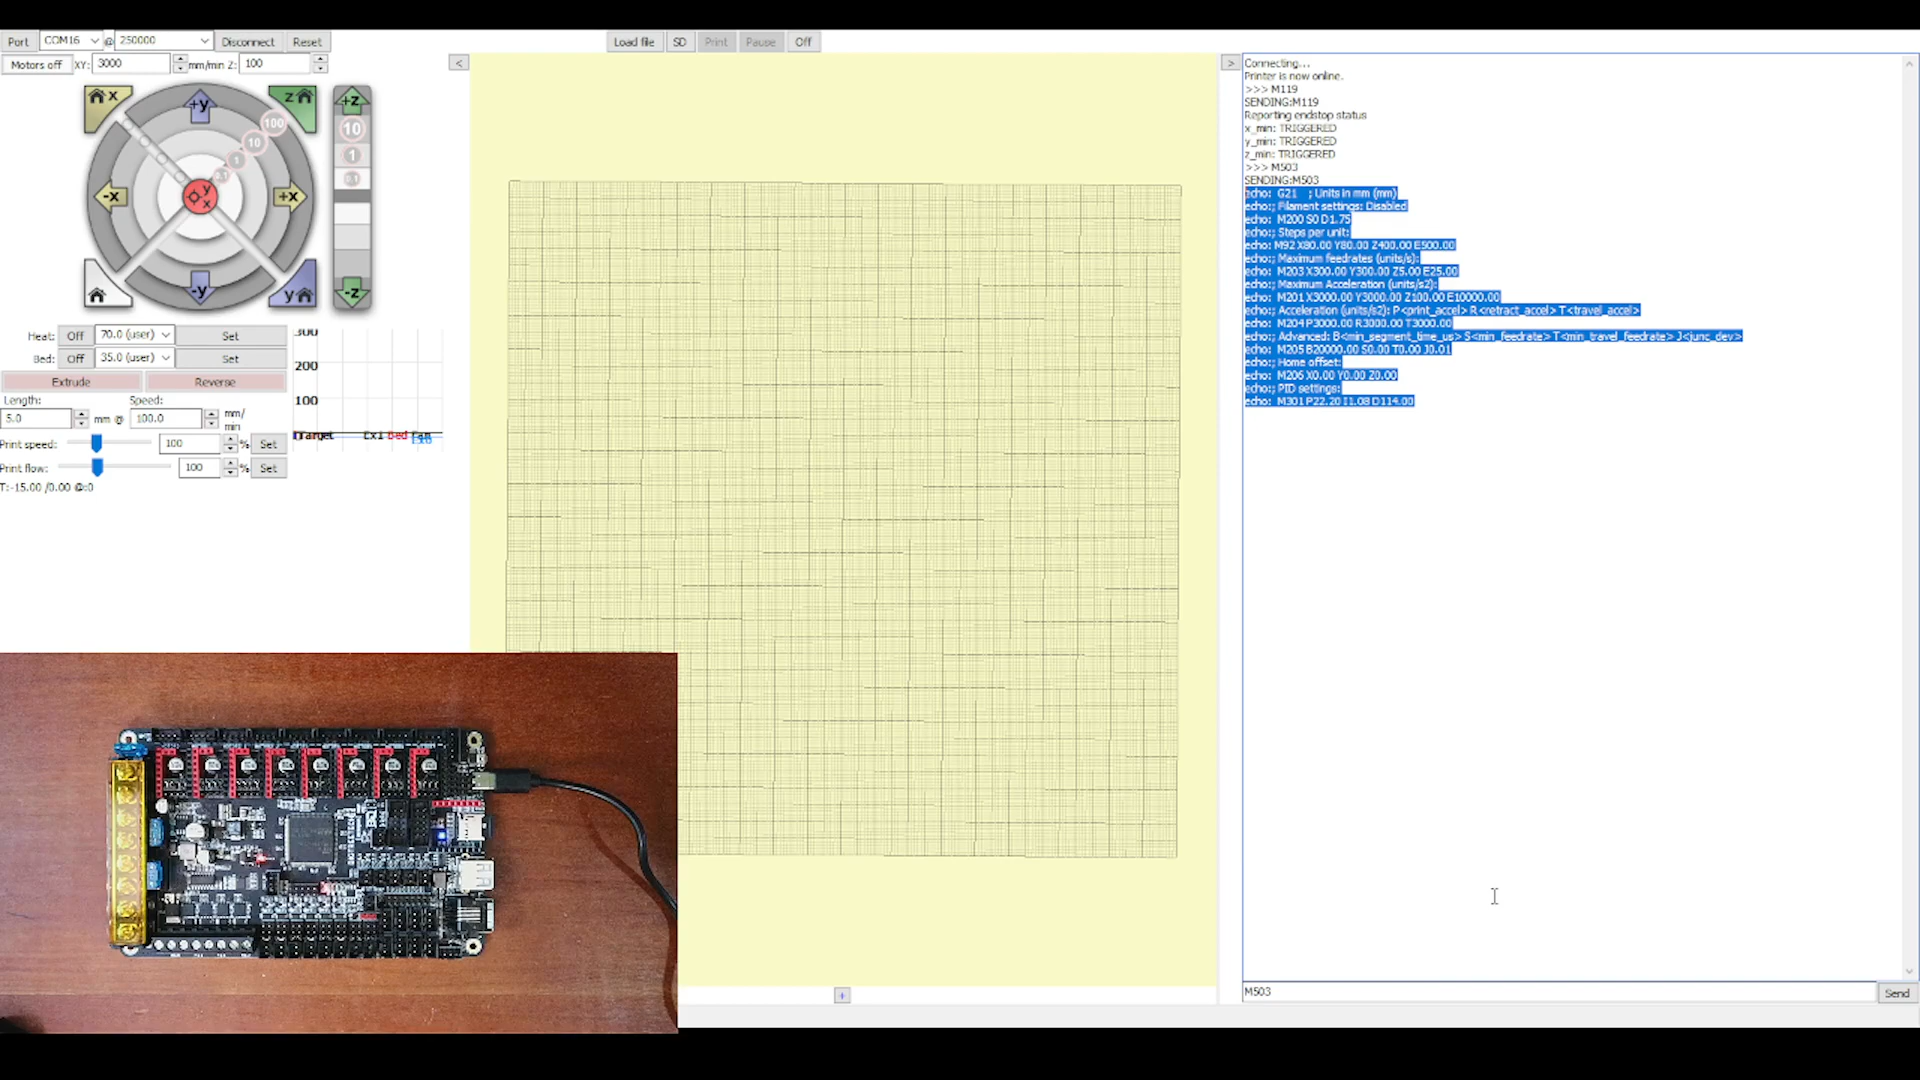 Port COM16 @ 250000 Disconnect Reset
Load file SD Print Pause Off
Motors off XY: 3000 mm/min Z: 100
<
>
x +y z
+z
100
10
1
0.1
10
1
0.1
-x y x +x
-y y -z
Heat: Off 70.0 (user) Set
Bed: Off 35.0 (user) Set
Extrude Reverse
Length: Speed:
5.0 mm @ 100.0 mm/
min
Print speed: 100 % Set
Print flow: 100 % Set
T:-15.00 /0.00 @:0
300
200
100
Target Ex1 Bed Fan
Connecting...
Printer is now online.
>>> M119
SENDING:M119
Reporting endstop status
x_min: TRIGGERED
y_min: TRIGGERED
z_min: TRIGGERED
>>> M503
SENDING:M503
echo:  G21    ; Units in mm (mm)
echo:; Filament settings: Disabled
echo:  M200 S0 D1.75
echo:; Steps per unit:
echo: M92 X80.00 Y80.00 Z400.00 E500.00
echo:; Maximum feedrates (units/s):
echo:  M203 X300.00 Y300.00 Z5.00 E25.00
echo:; Maximum Acceleration (units/s2):
echo:  M201 X3000.00 Y3000.00 Z100.00 E10000.00
echo:; Acceleration (units/s2): P<print_accel> R<retract_accel> T<travel_accel>
echo:  M204 P3000.00 R3000.00 T3000.00
echo:; Advanced: B<min_segment_time_us> S<min_feedrate> T<min_travel_feedrate> J<junc_dev>
echo:  M205 B20000.00 S0.00 T0.00 J0.01
echo:; Home offset:
echo:  M206 X0.00 Y0.00 Z0.00
echo:; PID settings:
echo:  M301 P22.20 I1.08 D114.00
+
M503
Send